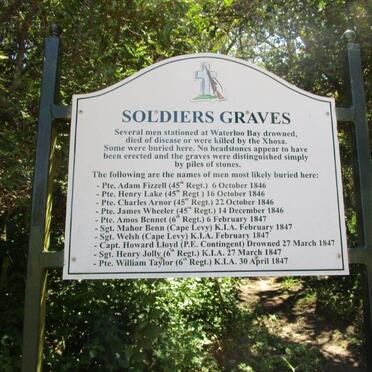 SOLDIERS GRAVES
Several men stationed at Waterloo Bay drowned,
died of disease or were killed by the Xhosa.
Some were buried here. No headstones appear to have
been erected and the graves were distinguished simply
by piles of stones.
The following are the names of men most likely buried here:
- Pte. Adam Fizzell (45th Regt.) 6 October 1846
- Pte. Henry Lake (45th Regt ) 16 October 1846
- Pte. Charles Arnor (45th Regt.) 22 October 1846
- Pte. James Wheeler (45th Regt.) 14 December 1846
- Pte. Amos Bennet (6th Regt.) 6 February 1847
- Sgt. Mahor Benn (Cape Levy) K.I.A. February 1847
- Sgt. Welsh (Cape Levy) K.I.A. February 1847
- Capt. Howard Lloyd (P.E. Contingent) Drowned 27 March 1847
- Sgt. Henry Jolly (6th Regt.) K.I.A. 27 March 1847
- Pte. William Taylor (6th Regt.) K.I.A. 30 April 1847